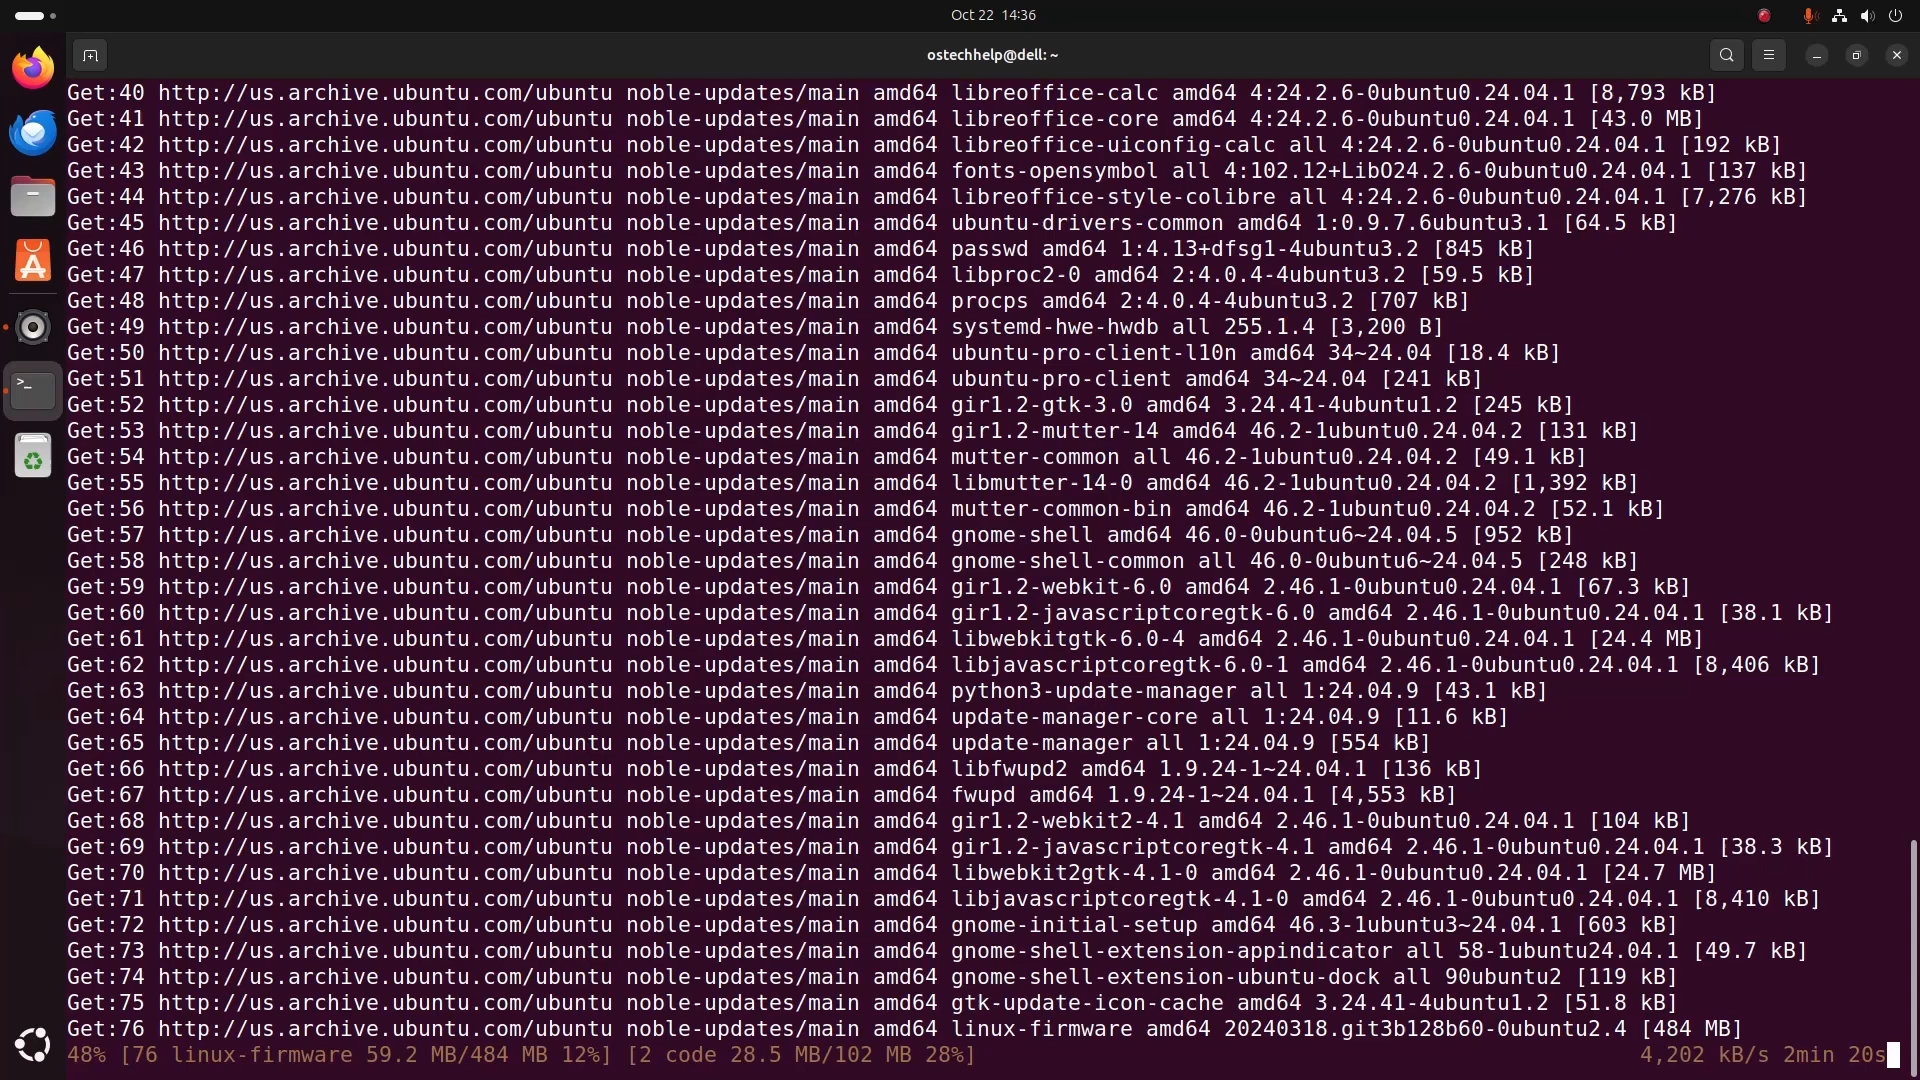 Oct 22 14:36
ostechhelp@dell: ~
Get:40 http://us.archive.ubuntu.com/ubuntu noble-updates/main amd64 libreoffice-calc amd64 4:24.2.6-0ubuntu0.24.04.1 [8,793 kB]
Get:41 http://us.archive.ubuntu.com/ubuntu noble-updates/main amd64 libreoffice-core amd64 4:24.2.6-0ubuntu0.24.04.1 [43.0 MB]
Get:42 http://us.archive.ubuntu.com/ubuntu noble-updates/main amd64 libreoffice-uiconfig-calc all 4:24.2.6-0ubuntu0.24.04.1 [192 kB]
Get:43 http://us.archive.ubuntu.com/ubuntu noble-updates/main amd64 fonts-opensymbol all 4:102.12+LibO24.2.6-0ubuntu0.24.04.1 [137 kB]
Get:44 http://us.archive.ubuntu.com/ubuntu noble-updates/main amd64 libreoffice-style-colibre all 4:24.2.6-0ubuntu0.24.04.1 [7,276 kB]
Get:45 http://us.archive.ubuntu.com/ubuntu noble-updates/main amd64 ubuntu-drivers-common amd64 1:0.9.7.6ubuntu3.1 [64.5 kB]
Get:46 http://us.archive.ubuntu.com/ubuntu noble-updates/main amd64 passwd amd64 1:4.13+dfsg1-4ubuntu3.2 [845 kB]
Get:47 http://us.archive.ubuntu.com/ubuntu noble-updates/main amd64 libproc2-0 amd64 2:4.0.4-4ubuntu3.2 [59.5 kB]
Get:48 http://us.archive.ubuntu.com/ubuntu noble-updates/main amd64 procps amd64 2:4.0.4-4ubuntu3.2 [707 kB]
Get:49 http://us.archive.ubuntu.com/ubuntu noble-updates/main amd64 systemd-hwe-hwdb all 255.1.4 [3,200 B]
Get:50 http://us.archive.ubuntu.com/ubuntu noble-updates/main amd64 ubuntu-pro-client-l10n amd64 34~24.04 [18.4 kB]
Get:51 http://us.archive.ubuntu.com/ubuntu noble-updates/main amd64 ubuntu-pro-client amd64 34~24.04 [241 kB]
Get:52 http://us.archive.ubuntu.com/ubuntu noble-updates/main amd64 gir1.2-gtk-3.0 amd64 3.24.41-4ubuntu1.2 [245 kB]
Get:53 http://us.archive.ubuntu.com/ubuntu noble-updates/main amd64 gir1.2-mutter-14 amd64 46.2-1ubuntu0.24.04.2 [131 kB]
Get:54 http://us.archive.ubuntu.com/ubuntu noble-updates/main amd64 mutter-common all 46.2-1ubuntu0.24.04.2 [49.1 kB]
Get:55 http://us.archive.ubuntu.com/ubuntu noble-updates/main amd64 libmutter-14-0 amd64 46.2-1ubuntu0.24.04.2 [1,392 kB]
Get:56 http://us.archive.ubuntu.com/ubuntu noble-updates/main amd64 mutter-common-bin amd64 46.2-1ubuntu0.24.04.2 [52.1 kB]
Get:57 http://us.archive.ubuntu.com/ubuntu noble-updates/main amd64 gnome-shell amd64 46.0-0ubuntu6~24.04.5 [952 kB]
Get:58 http://us.archive.ubuntu.com/ubuntu noble-updates/main amd64 gnome-shell-common all 46.0-0ubuntu6~24.04.5 [248 kB]
Get:59 http://us.archive.ubuntu.com/ubuntu noble-updates/main amd64 gir1.2-webkit-6.0 amd64 2.46.1-0ubuntu0.24.04.1 [67.3 kB]
Get:60 http://us.archive.ubuntu.com/ubuntu noble-updates/main amd64 gir1.2-javascriptcoregtk-6.0 amd64 2.46.1-0ubuntu0.24.04.1 [38.1 kB]
Get:61 http://us.archive.ubuntu.com/ubuntu noble-updates/main amd64 libwebkitgtk-6.0-4 amd64 2.46.1-0ubuntu0.24.04.1 [24.4 MB]
Get:62 http://us.archive.ubuntu.com/ubuntu noble-updates/main amd64 libjavascriptcoregtk-6.0-1 amd64 2.46.1-0ubuntu0.24.04.1 [8,406 kB]
Get:63 http://us.archive.ubuntu.com/ubuntu noble-updates/main amd64 python3-update-manager all 1:24.04.9 [43.1 kB]
Get:64 http://us.archive.ubuntu.com/ubuntu noble-updates/main amd64 update-manager-core all 1:24.04.9 [11.6 kB]
Get:65 http://us.archive.ubuntu.com/ubuntu noble-updates/main amd64 update-manager all 1:24.04.9 [554 kB]
Get:66 http://us.archive.ubuntu.com/ubuntu noble-updates/main amd64 libfwupd2 amd64 1.9.24-1~24.04.1 [136 kB]
Get:67 http://us.archive.ubuntu.com/ubuntu noble-updates/main amd64 fwupd amd64 1.9.24-1~24.04.1 [4,553 kB]
Get:68 http://us.archive.ubuntu.com/ubuntu noble-updates/main amd64 gir1.2-webkit2-4.1 amd64 2.46.1-0ubuntu0.24.04.1 [104 kB]
Get:69 http://us.archive.ubuntu.com/ubuntu noble-updates/main amd64 gir1.2-javascriptcoregtk-4.1 amd64 2.46.1-0ubuntu0.24.04.1 [38.3 kB]
Get:70 http://us.archive.ubuntu.com/ubuntu noble-updates/main amd64 libwebkit2gtk-4.1-0 amd64 2.46.1-0ubuntu0.24.04.1 [24.7 MB]
Get:71 http://us.archive.ubuntu.com/ubuntu noble-updates/main amd64 libjavascriptcoregtk-4.1-0 amd64 2.46.1-0ubuntu0.24.04.1 [8,410 kB]
Get:72 http://us.archive.ubuntu.com/ubuntu noble-updates/main amd64 gnome-initial-setup amd64 46.3-1ubuntu3~24.04.1 [603 kB]
Get:73 http://us.archive.ubuntu.com/ubuntu noble-updates/main amd64 gnome-shell-extension-appindicator all 58-1ubuntu24.04.1 [49.7 kB]
Get:74 http://us.archive.ubuntu.com/ubuntu noble-updates/main amd64 gnome-shell-extension-ubuntu-dock all 90ubuntu2 [119 kB]
Get:75 http://us.archive.ubuntu.com/ubuntu noble-updates/main amd64 gtk-update-icon-cache amd64 3.24.41-4ubuntu1.2 [51.8 kB]
Get:76 http://us.archive.ubuntu.com/ubuntu noble-updates/main amd64 linux-firmware amd64 20240318.git3b128b60-0ubuntu2.4 [484 MB]
48% [76 linux-firmware 59.2 MB/484 MB 12%] [2 code 28.5 MB/102 MB 28%] 4,202 kB/s 2min 20s